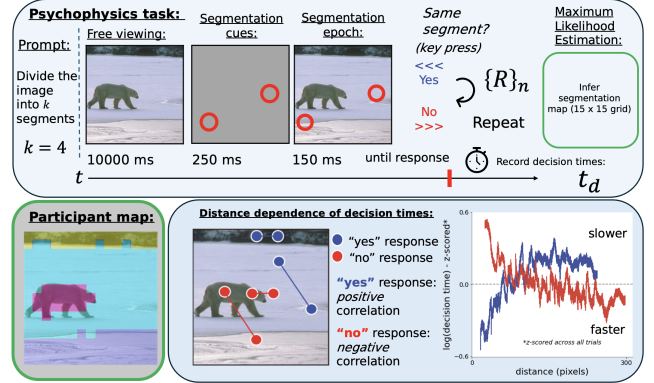 Psychophysics task:
Prompt:
Divide the
image
into k
segments
k = 4
Free viewing:
Segmentation
cues:
Segmentation
epoch:
Same
segment?
(key press)
<<<
Yes
No
>>>
{R}n
Repeat
Maximum
Likelihood
Estimation:
Infer
segmentation
map (15 x 15 grid)
10000 ms
250 ms
150 ms
until response
Record decision times:
t
td
Participant map:
Distance dependence of decision times:
"yes" response
"no" response
"yes" response:
positive
correlation
"no" response:
negative
correlation
log(decision time) - z-scored*
0.6
0.0
−0.6
slower
faster
*z-scored across all trials
0
300
distance (pixels)